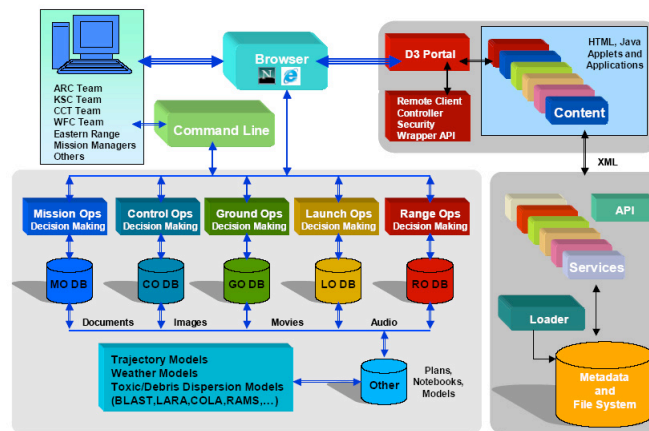 ARC Team
KSC Team
CCT Team
WFC Team
Eastern Range
Mission Managers
Others
Browser
N
e
Command Line
D3 Portal
Remote Client
Controller
Security
Wrapper API
HTML, Java
Applets and
Applications
Content
XML
Mission Ops
Decision Making
Control Ops
Decision Making
Ground Ops
Decision Making
Launch Ops
Decision Making
Range Ops
Decision Making
MO DB
CO DB
GO DB
LO DB
RO DB
Documents
Images
Movies
Audio
Trajectory Models
Weather Models
Toxic/Debris Dispersion Models
(BLAST,LARA,COLA,RAMS,…)
Other
Plans,
Notebooks,
Models
API
Services
Loader
Metadata
and
File System